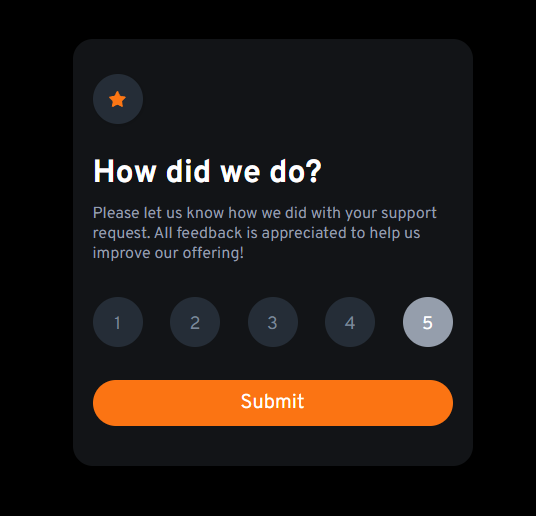 How did we do?
Please let us know how we did with your support
request. All feedback is appreciated to help us
improve our offering!
1 2 3 4 5
Submit